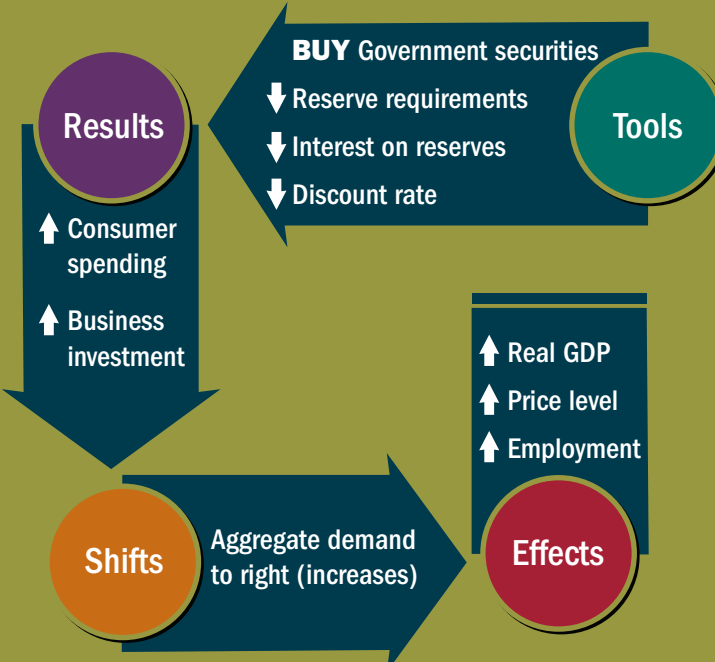 Tools
BUY Government securities
Reserve requirements
Interest on reserves
Discount rate
Results
Consumer
spending
Business
investment
Shifts
Aggregate demand
to right (increases)
Effects
Real GDP
Price level
Employment